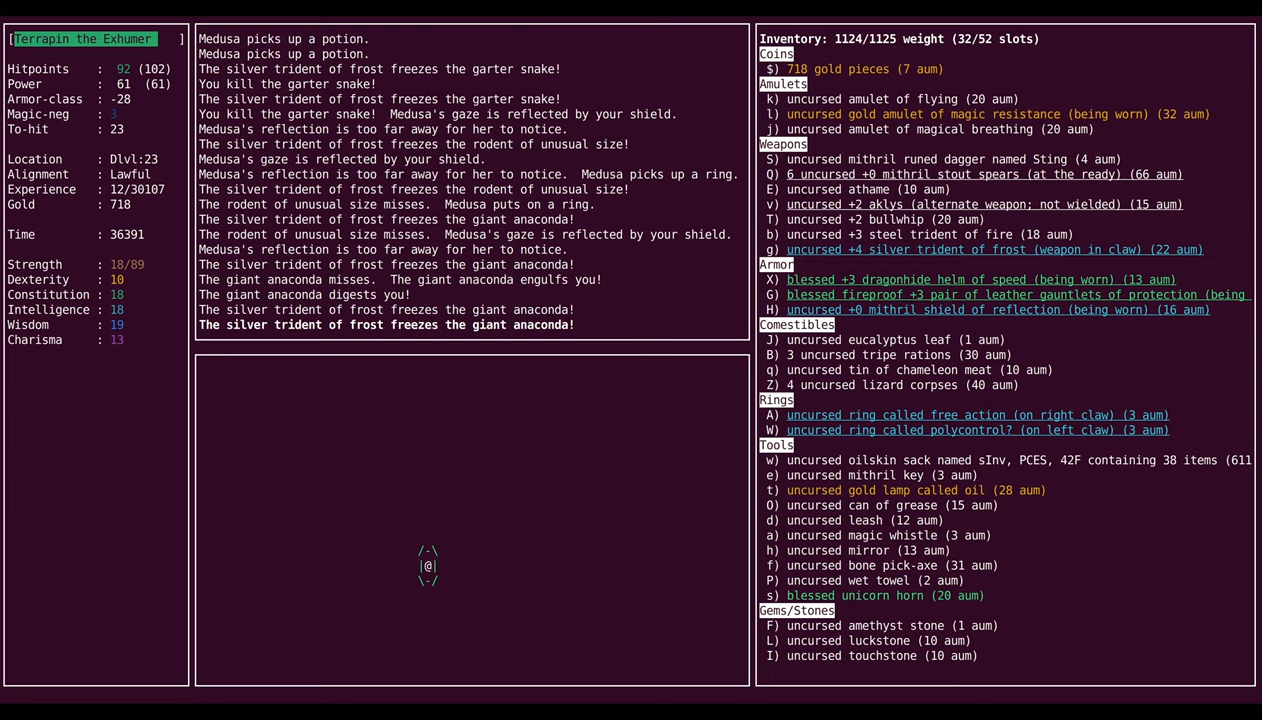 [Terrapin the Exhumer ]
Hitpoints : 92 (102)
Power : 61 (61)
Armor-class : -28
Magic-neg : 3
To-hit : 23
Location : Dlvl:23
Alignment : Lawful
Experience : 12/30107
Gold : 718
Time : 36391
Strength : 18/89
Dexterity : 10
Constitution : 18
Intelligence : 18
Wisdom : 19
Charisma : 13
Medusa picks up a potion.
Medusa picks up a potion.
The silver trident of frost freezes the garter snake!
You kill the garter snake!
The silver trident of frost freezes the garter snake!
You kill the garter snake!  Medusa's gaze is reflected by your shield.
Medusa's reflection is too far away for her to notice.
The silver trident of frost freezes the rodent of unusual size!
Medusa's gaze is reflected by your shield.
Medusa's reflection is too far away for her to notice.  Medusa picks up a ring.
The silver trident of frost freezes the rodent of unusual size!
The rodent of unusual size misses.  Medusa puts on a ring.
The silver trident of frost freezes the giant anaconda!
The rodent of unusual size misses.  Medusa's gaze is reflected by your shield.
Medusa's reflection is too far away for her to notice.
The silver trident of frost freezes the giant anaconda!
The giant anaconda misses.  The giant anaconda engulfs you!
The giant anaconda digests you!
The silver trident of frost freezes the giant anaconda!
The silver trident of frost freezes the giant anaconda!
/-\
|@|
\-/
Inventory: 1124/1125 weight (32/52 slots)
Coins
$) 718 gold pieces (7 aum)
Amulets
k) uncursed amulet of flying (20 aum)
l) uncursed gold amulet of magic resistance (being worn) (32 aum)
j) uncursed amulet of magical breathing (20 aum)
Weapons
S) uncursed mithril runed dagger named Sting (4 aum)
Q) 6 uncursed +0 mithril stout spears (at the ready) (66 aum)
E) uncursed athame (10 aum)
v) uncursed +2 aklys (alternate weapon; not wielded) (15 aum)
T) uncursed +2 bullwhip (20 aum)
b) uncursed +3 steel trident of fire (18 aum)
g) uncursed +4 silver trident of frost (weapon in claw) (22 aum)
Armor
X) blessed +3 dragonhide helm of speed (being worn) (13 aum)
G) blessed fireproof +3 pair of leather gauntlets of protection (being
H) uncursed +0 mithril shield of reflection (being worn) (16 aum)
Comestibles
J) uncursed eucalyptus leaf (1 aum)
B) 3 uncursed tripe rations (30 aum)
q) uncursed tin of chameleon meat (10 aum)
Z) 4 uncursed lizard corpses (40 aum)
Rings
A) uncursed ring called free action (on right claw) (3 aum)
W) uncursed ring called polycontrol? (on left claw) (3 aum)
Tools
w) uncursed oilskin sack named sInv, PCES, 42F containing 38 items (611
e) uncursed mithril key (3 aum)
t) uncursed gold lamp called oil (28 aum)
O) uncursed can of grease (15 aum)
d) uncursed leash (12 aum)
a) uncursed magic whistle (3 aum)
h) uncursed mirror (13 aum)
f) uncursed bone pick-axe (31 aum)
P) uncursed wet towel (2 aum)
s) blessed unicorn horn (20 aum)
Gems/Stones
F) uncursed amethyst stone (1 aum)
L) uncursed luckstone (10 aum)
I) uncursed touchstone (10 aum)